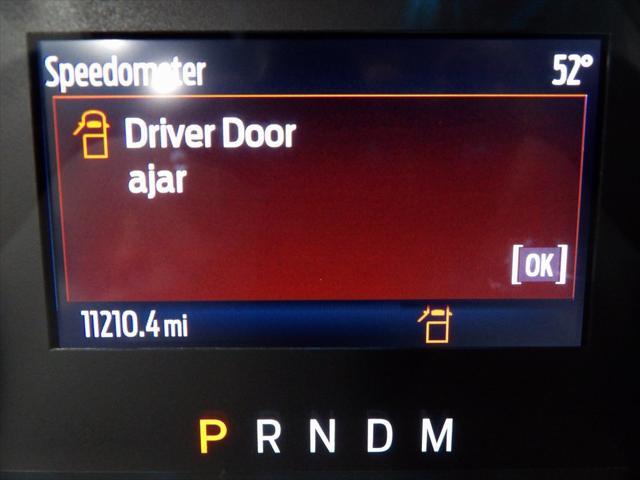 Speedometer 52°
Driver Door
ajar
[OK]
11210.4 mi
P R N D M